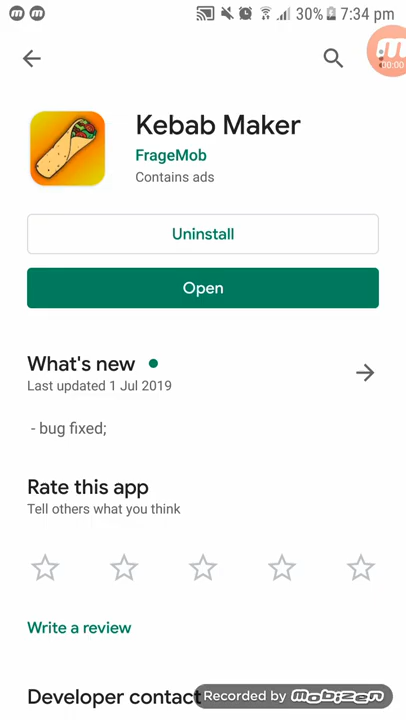 30% 7:34 pm
00:00
Kebab Maker
FrageMob
Contains ads
Uninstall
Open
What's new
Last updated 1 Jul 2019
- bug fixed;
Rate this app
Tell others what you think
Write a review
Developer contact
Recorded by mobizen